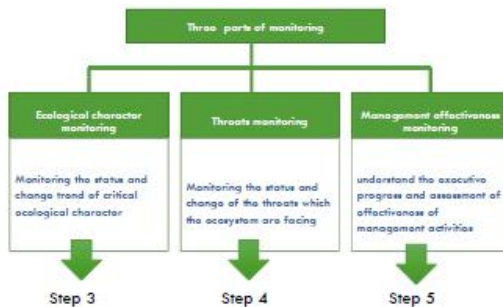 Three parts of monitoring
Ecological character
monitoring
Threats monitoring
Management effectiveness
monitoring
Monitoring the status and
change trend of critical
ecological character
Monitoring the status and
change of the threats which
the ecosystem are facing
understand the executive
progress and assessment of
effectiveness of
management activities
Step 3
Step 4
Step 5